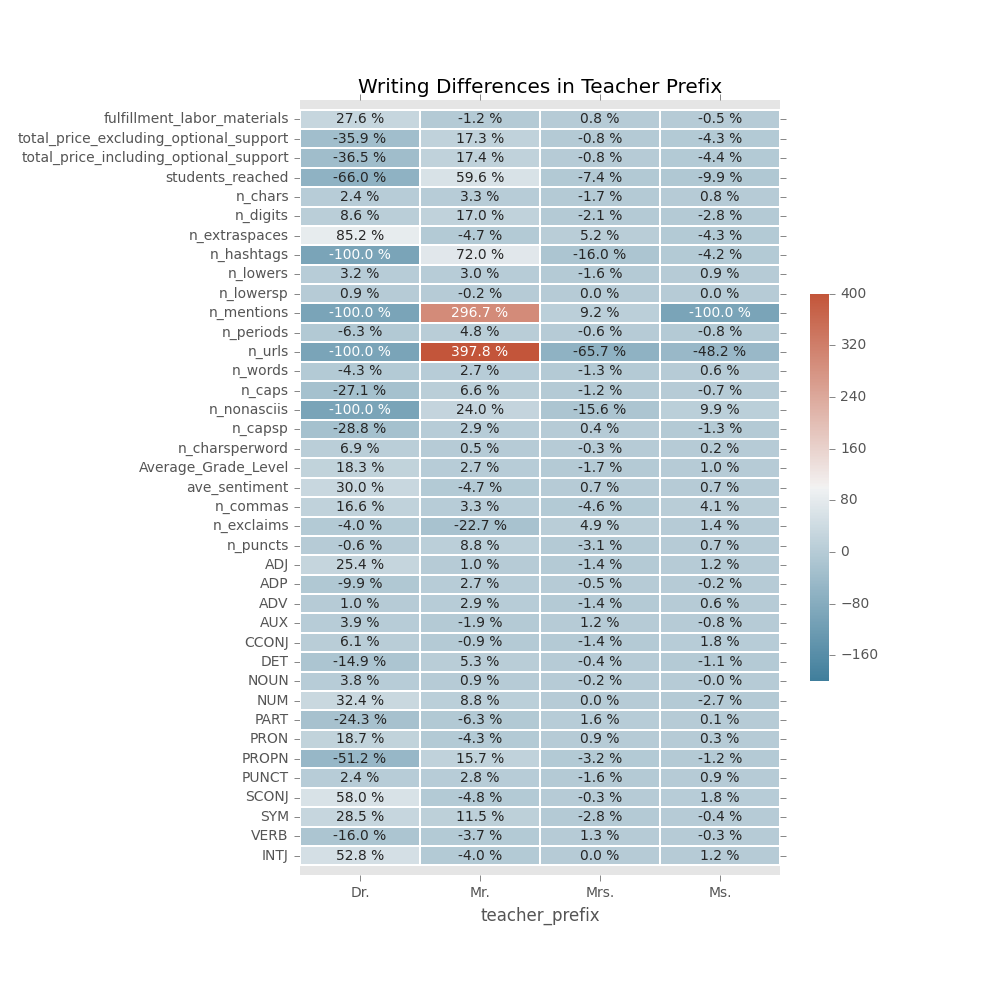 Writing Differences in Teacher Prefix
fulfillment_labor_materials 27.6 % -1.2 % 0.8 % -0.5 %
total_price_excluding_optional_support -35.9 % 17.3 % -0.8 % -4.3 %
total_price_including_optional_support -36.5 % 17.4 % -0.8 % -4.4 %
students_reached -66.0 % 59.6 % -7.4 % -9.9 %
n_chars 2.4 % 3.3 % -1.7 % 0.8 %
n_digits 8.6 % 17.0 % -2.1 % -2.8 %
n_extraspaces 85.2 % -4.7 % 5.2 % -4.3 %
n_hashtags -100.0 % 72.0 % -16.0 % -4.2 %
n_lowers 3.2 % 3.0 % -1.6 % 0.9 %
n_lowersp 0.9 % -0.2 % 0.0 % 0.0 %
n_mentions -100.0 % 296.7 % 9.2 % -100.0 %
n_periods -6.3 % 4.8 % -0.6 % -0.8 %
n_urls -100.0 % 397.8 % -65.7 % -48.2 %
n_words -4.3 % 2.7 % -1.3 % 0.6 %
n_caps -27.1 % 6.6 % -1.2 % -0.7 %
n_nonasciis -100.0 % 24.0 % -15.6 % 9.9 %
n_capsp -28.8 % 2.9 % 0.4 % -1.3 %
n_charsperword 6.9 % 0.5 % -0.3 % 0.2 %
Average_Grade_Level 18.3 % 2.7 % -1.7 % 1.0 %
ave_sentiment 30.0 % -4.7 % 0.7 % 0.7 %
n_commas 16.6 % 3.3 % -4.6 % 4.1 %
n_exclaims -4.0 % -22.7 % 4.9 % 1.4 %
n_puncts -0.6 % 8.8 % -3.1 % 0.7 %
ADJ 25.4 % 1.0 % -1.4 % 1.2 %
ADP -9.9 % 2.7 % -0.5 % -0.2 %
ADV 1.0 % 2.9 % -1.4 % 0.6 %
AUX 3.9 % -1.9 % 1.2 % -0.8 %
CCONJ 6.1 % -0.9 % -1.4 % 1.8 %
DET -14.9 % 5.3 % -0.4 % -1.1 %
NOUN 3.8 % 0.9 % -0.2 % -0.0 %
NUM 32.4 % 8.8 % 0.0 % -2.7 %
PART -24.3 % -6.3 % 1.6 % 0.1 %
PRON 18.7 % -4.3 % 0.9 % 0.3 %
PROPN -51.2 % 15.7 % -3.2 % -1.2 %
PUNCT 2.4 % 2.8 % -1.6 % 0.9 %
SCONJ 58.0 % -4.8 % -0.3 % 1.8 %
SYM 28.5 % 11.5 % -2.8 % -0.4 %
VERB -16.0 % -3.7 % 1.3 % -0.3 %
INTJ 52.8 % -4.0 % 0.0 % 1.2 %
Dr. Mr. Mrs. Ms.
teacher_prefix
400
320
240
160
80
0
−80
−160